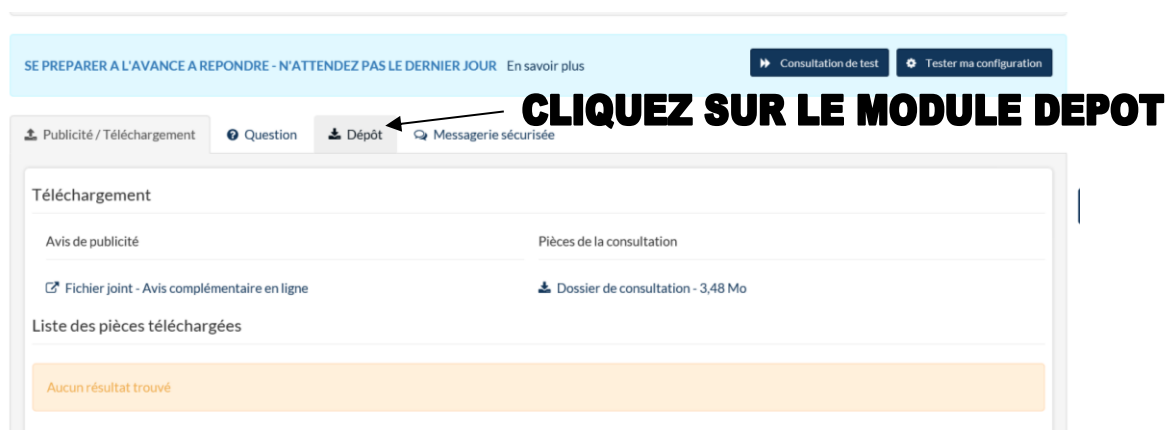 SE PREPARER A L'AVANCE A REPONDRE - N'ATTENDEZ PAS LE DERNIER JOUR En savoir plus
Consultation de test
Tester ma configuration
CLIQUEZ SUR LE MODULE DEPOT
Publicité / Téléchargement
Question
Dépôt
Messagerie sécurisée
Téléchargement
Avis de publicité
Pièces de la consultation
Fichier joint - Avis complémentaire en ligne
Dossier de consultation - 3,48 Mo
Liste des pièces téléchargées
Aucun résultat trouvé